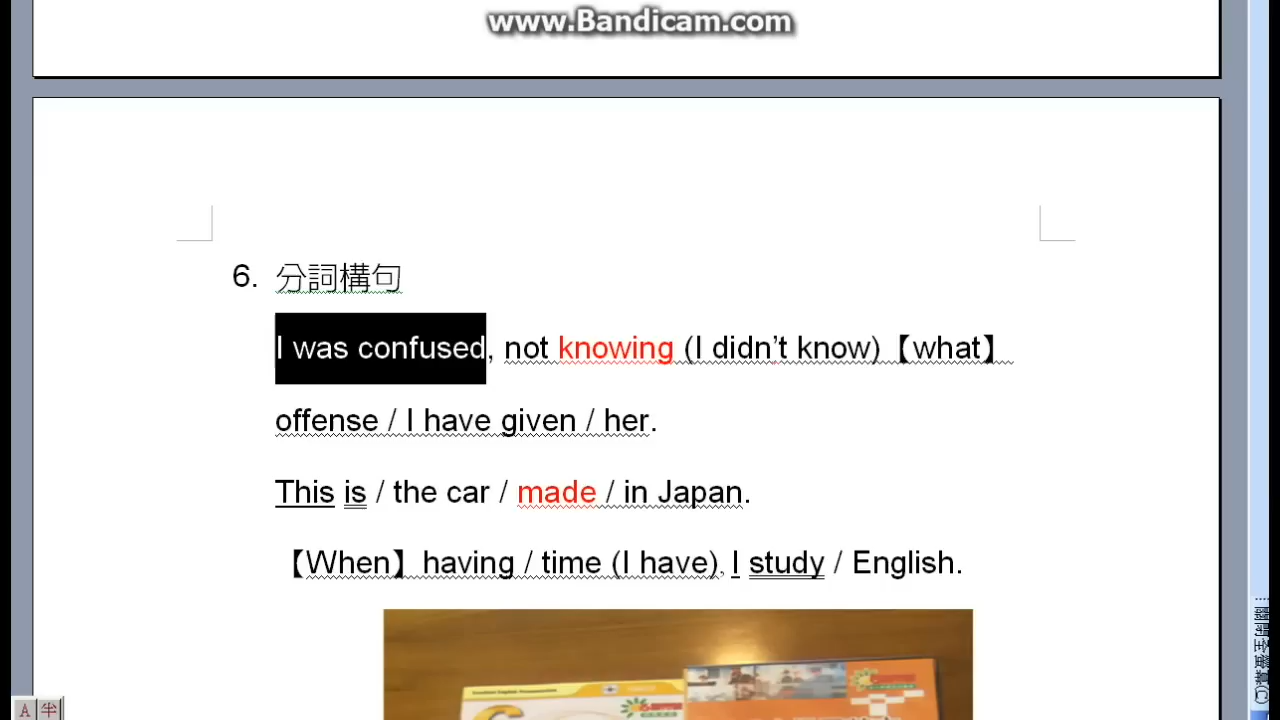 www.Bandicam.com
6. 分詞構句
I was confused, not knowing (I didn’t know)【what】
offense / I have given / her.
This is / the car / made / in Japan.
【When】having / time (I have), I study / English.
A 半